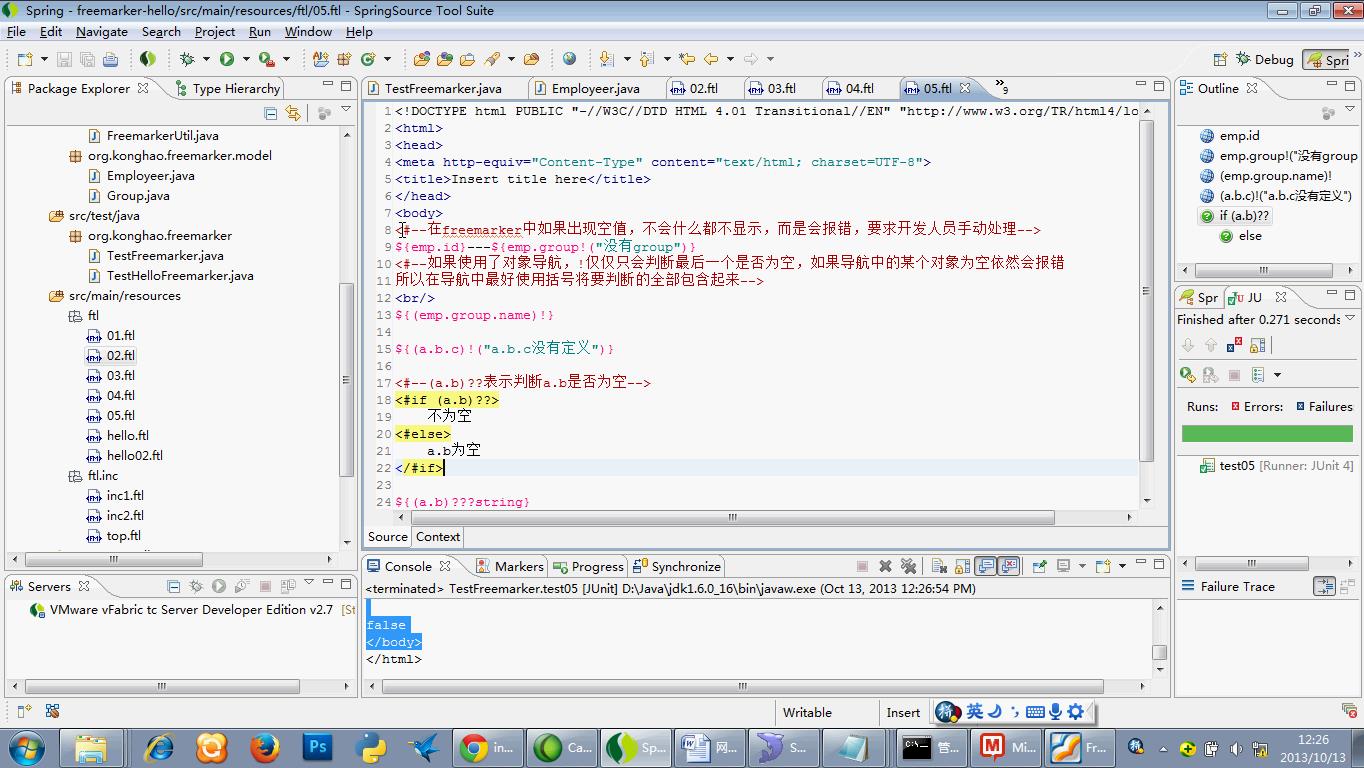 Spring - freemarker-hello/src/main/resources/ftl/05.ftl - SpringSource Tool Suite
File Edit Navigate Search Project Run Window Help
Debug Spri
Package Explorer Type Hierarchy
FreemarkerUtil.java
org.konghao.freemarker.model
Employeer.java
Group.java
src/test/java
org.konghao.freemarker
TestFreemarker.java
TestHelloFreemarker.java
src/main/resources
ftl
01.ftl
02.ftl
03.ftl
04.ftl
05.ftl
hello.ftl
hello02.ftl
ftl.inc
inc1.ftl
inc2.ftl
top.ftl
Servers
VMware vFabric tc Server Developer Edition v2.7 [St
TestFreemarker.java Employeer.java 02.ftl 03.ftl 04.ftl 05.ftl »9
1 <!DOCTYPE html PUBLIC "-//W3C//DTD HTML 4.01 Transitional//EN" "http://www.w3.org/TR/html4/lo
2 <html>
3 <head>
4 <meta http-equiv="Content-Type" content="text/html; charset=UTF-8">
5 <title>Insert title here</title>
6 </head>
7 <body>
8 <#--在freemarker中如果出现空值，不会什么都不显示，而是会报错，要求开发人员手动处理-->
9 ${emp.id}---${emp.group!("没有group")}
10 <#--如果使用了对象导航，!仅仅只会判断最后一个是否为空，如果导航中的某个对象为空依然会报错
11 所以在导航中最好使用括号将要判断的全部包含起来-->
12 <br/>
13 ${(emp.group.name)!}
14
15 ${(a.b.c)!("a.b.c没有定义")}
16
17 <#--(a.b)??表示判断a.b是否为空-->
18 <#if (a.b)??>
19 不为空
20 <#else>
21 a.b为空
22 </#if>
23
24 ${(a.b)???string}
Source Context
Console Markers Progress Synchronize
<terminated> TestFreemarker.test05 [JUnit] D:\Java\jdk1.6.0_16\bin\javaw.exe (Oct 13, 2013 12:26:54 PM)
false
</body>
</html>
Outline
emp.id
emp.group!("没有group
(emp.group.name)!
(a.b.c)!("a.b.c没有定义")
if (a.b)??
else
Spr JU
Finished after 0.271 seconds
Runs: Errors: Failures
test05 [Runner: JUnit 4]
Failure Trace
Writable Insert 英
in... Ca... Sp... 网... S... 管... Mi... Fr...
12:26
2013/10/13